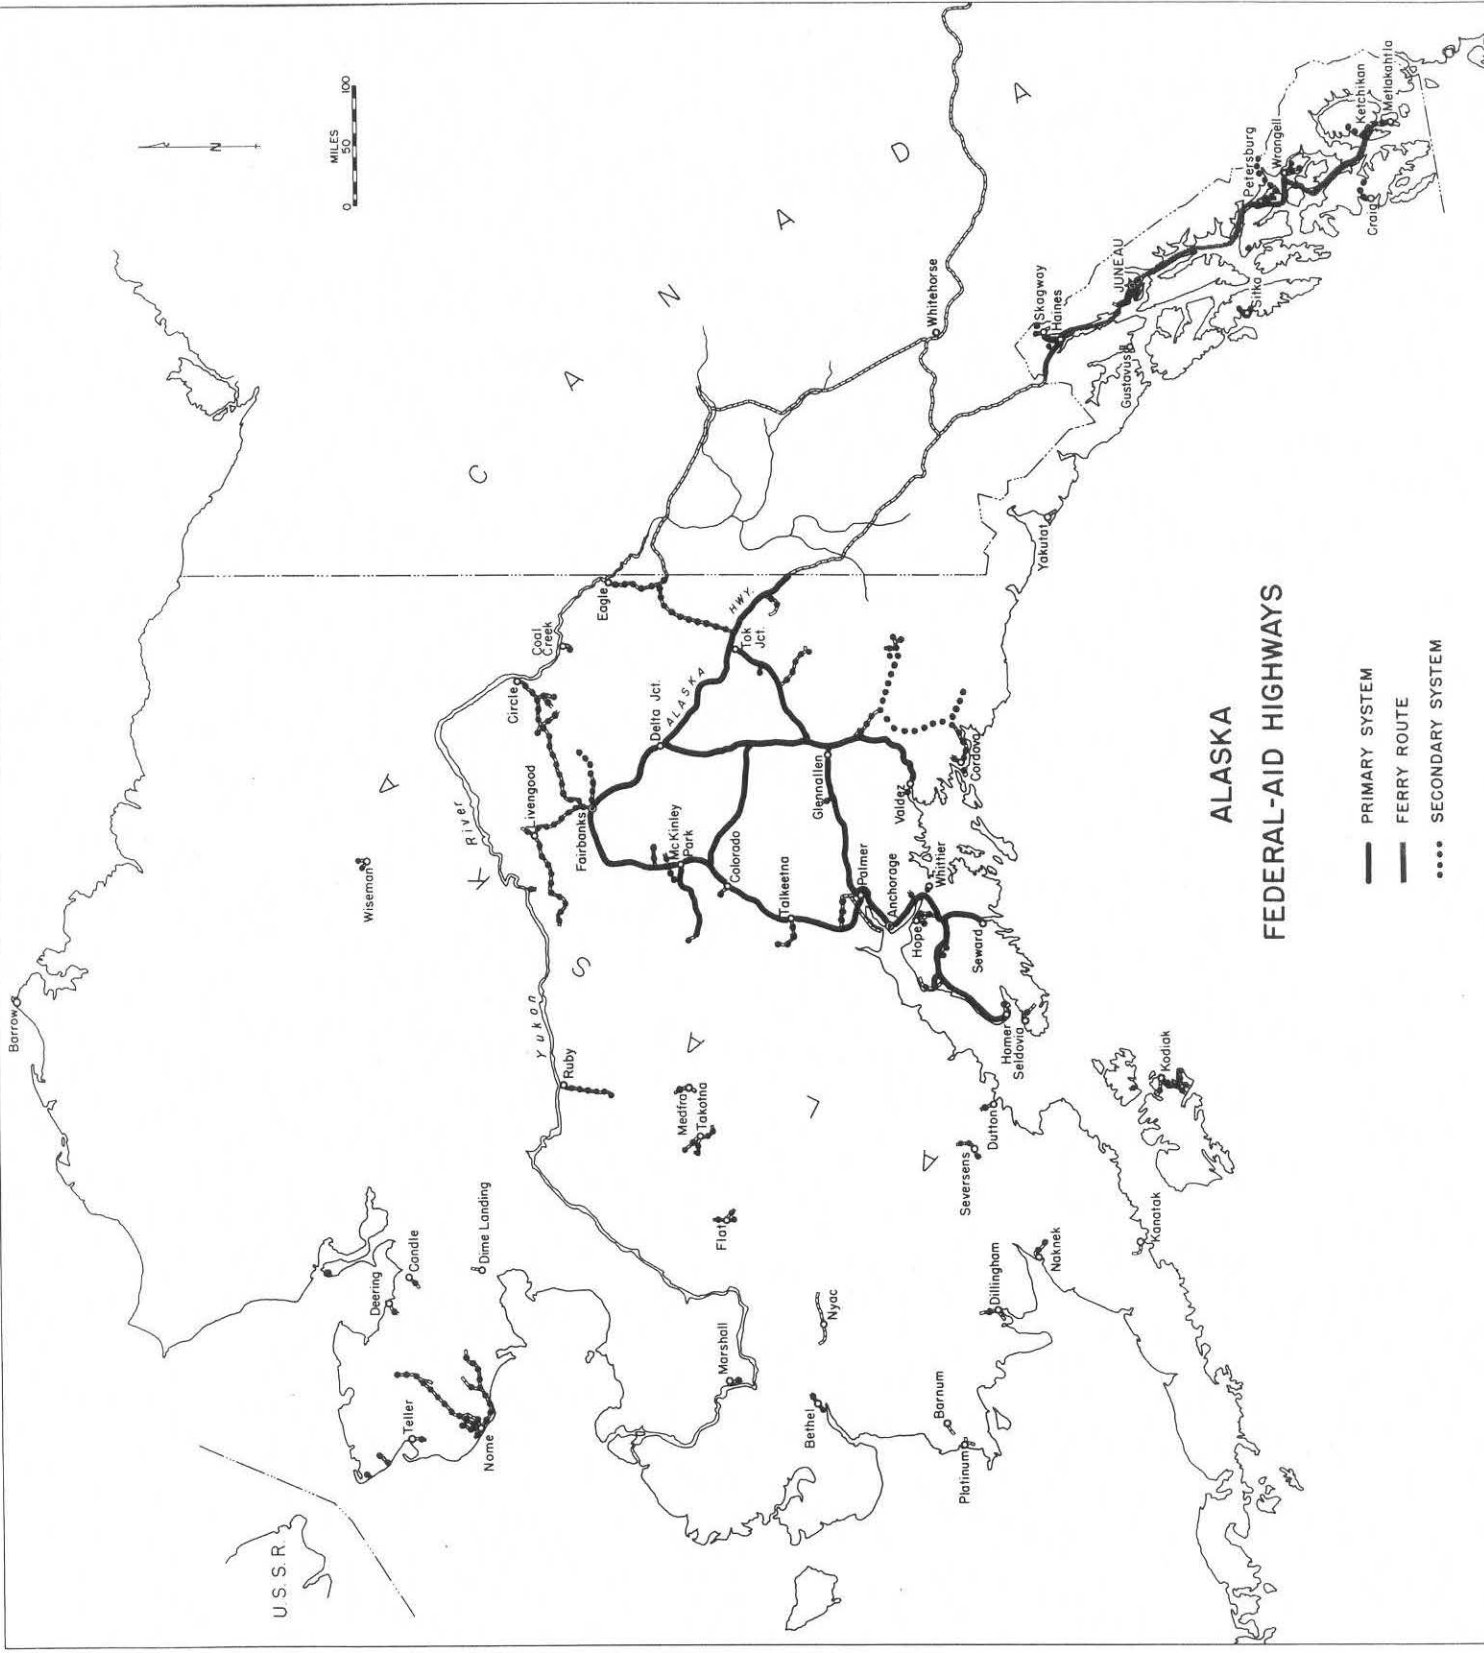 Barrow
U.S.S.R.
N
MILES
0 50 100
Wiseman
Deering
Candle
Dime Landing
Teller
Nome
Yukon
River
Ruby
Livengood
Circle
Coal
Creek
Eagle
Fairbanks
Delta Jct.
ALASKA
HWY.
Tok
Jct.
McKinley
Park
Colorado
Talkeetna
Medfra
Takotna
Flat
Marshall
Nyac
Bethel
Barnum
Platinum
Dillingham
Naknek
Seversens
Dutton
Kanatak
Kodiak
Homer
Seldovia
Seward
Hope
Whittier
Anchorage
Palmer
Glennallen
Valdez
Cordova
Yakutat
Whitehorse
Skagway
Haines
Gustavus
JUNEAU
Sitka
Petersburg
Wrangell
Craig
Ketchikan
Metlakahtla
A L A S K A
C A N A D A
ALASKA
FEDERAL-AID HIGHWAYS
PRIMARY SYSTEM
FERRY ROUTE
SECONDARY SYSTEM